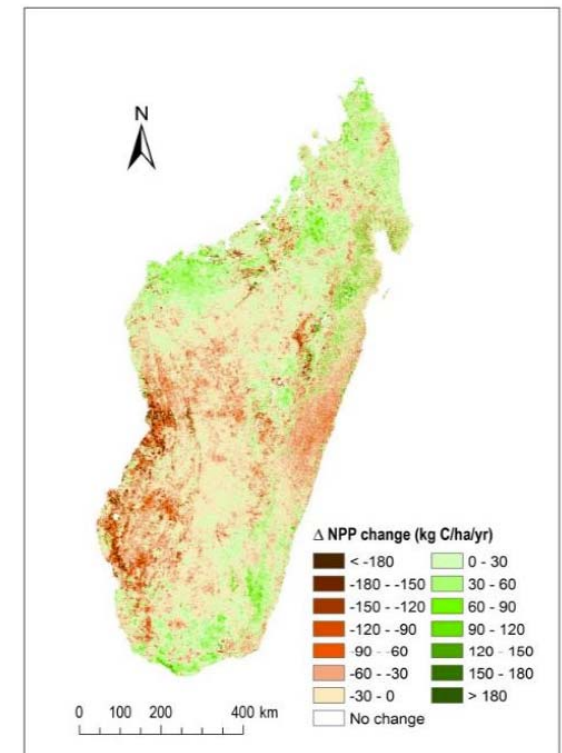 N
Δ NPP change (kg C/ha/yr)
< -180
-180 - -150
-150 - -120
-120 - -90
-90 - -60
-60 - -30
-30 - 0
No change
0 - 30
30 - 60
60 - 90
90 - 120
120 - 150
150 - 180
> 180
0 100 200 400 km